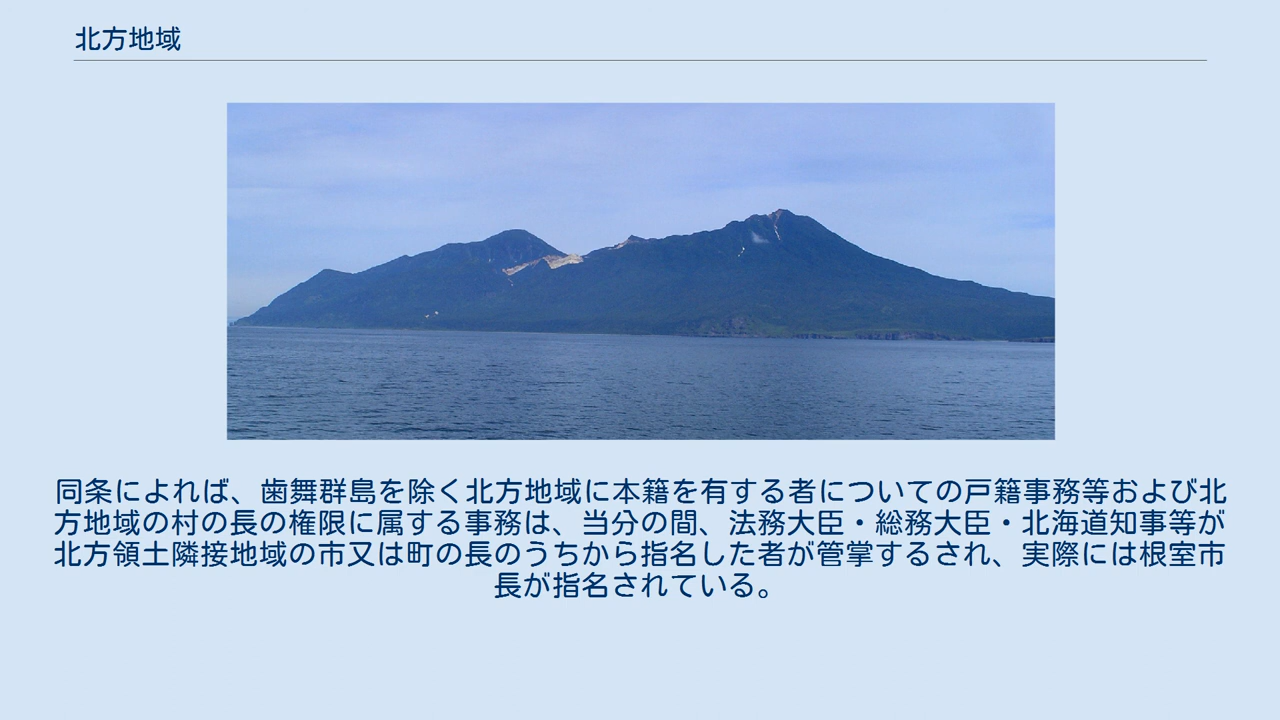 北方地域
同条によれば、歯舞群島を除く北方地域に本籍を有する者についての戸籍事務等および北
方地域の村の長の権限に属する事務は、当分の間、法務大臣・総務大臣・北海道知事等が
北方領土隣接地域の市又は町の長のうちから指名した者が管掌するされ、実際には根室市
長が指名されている。